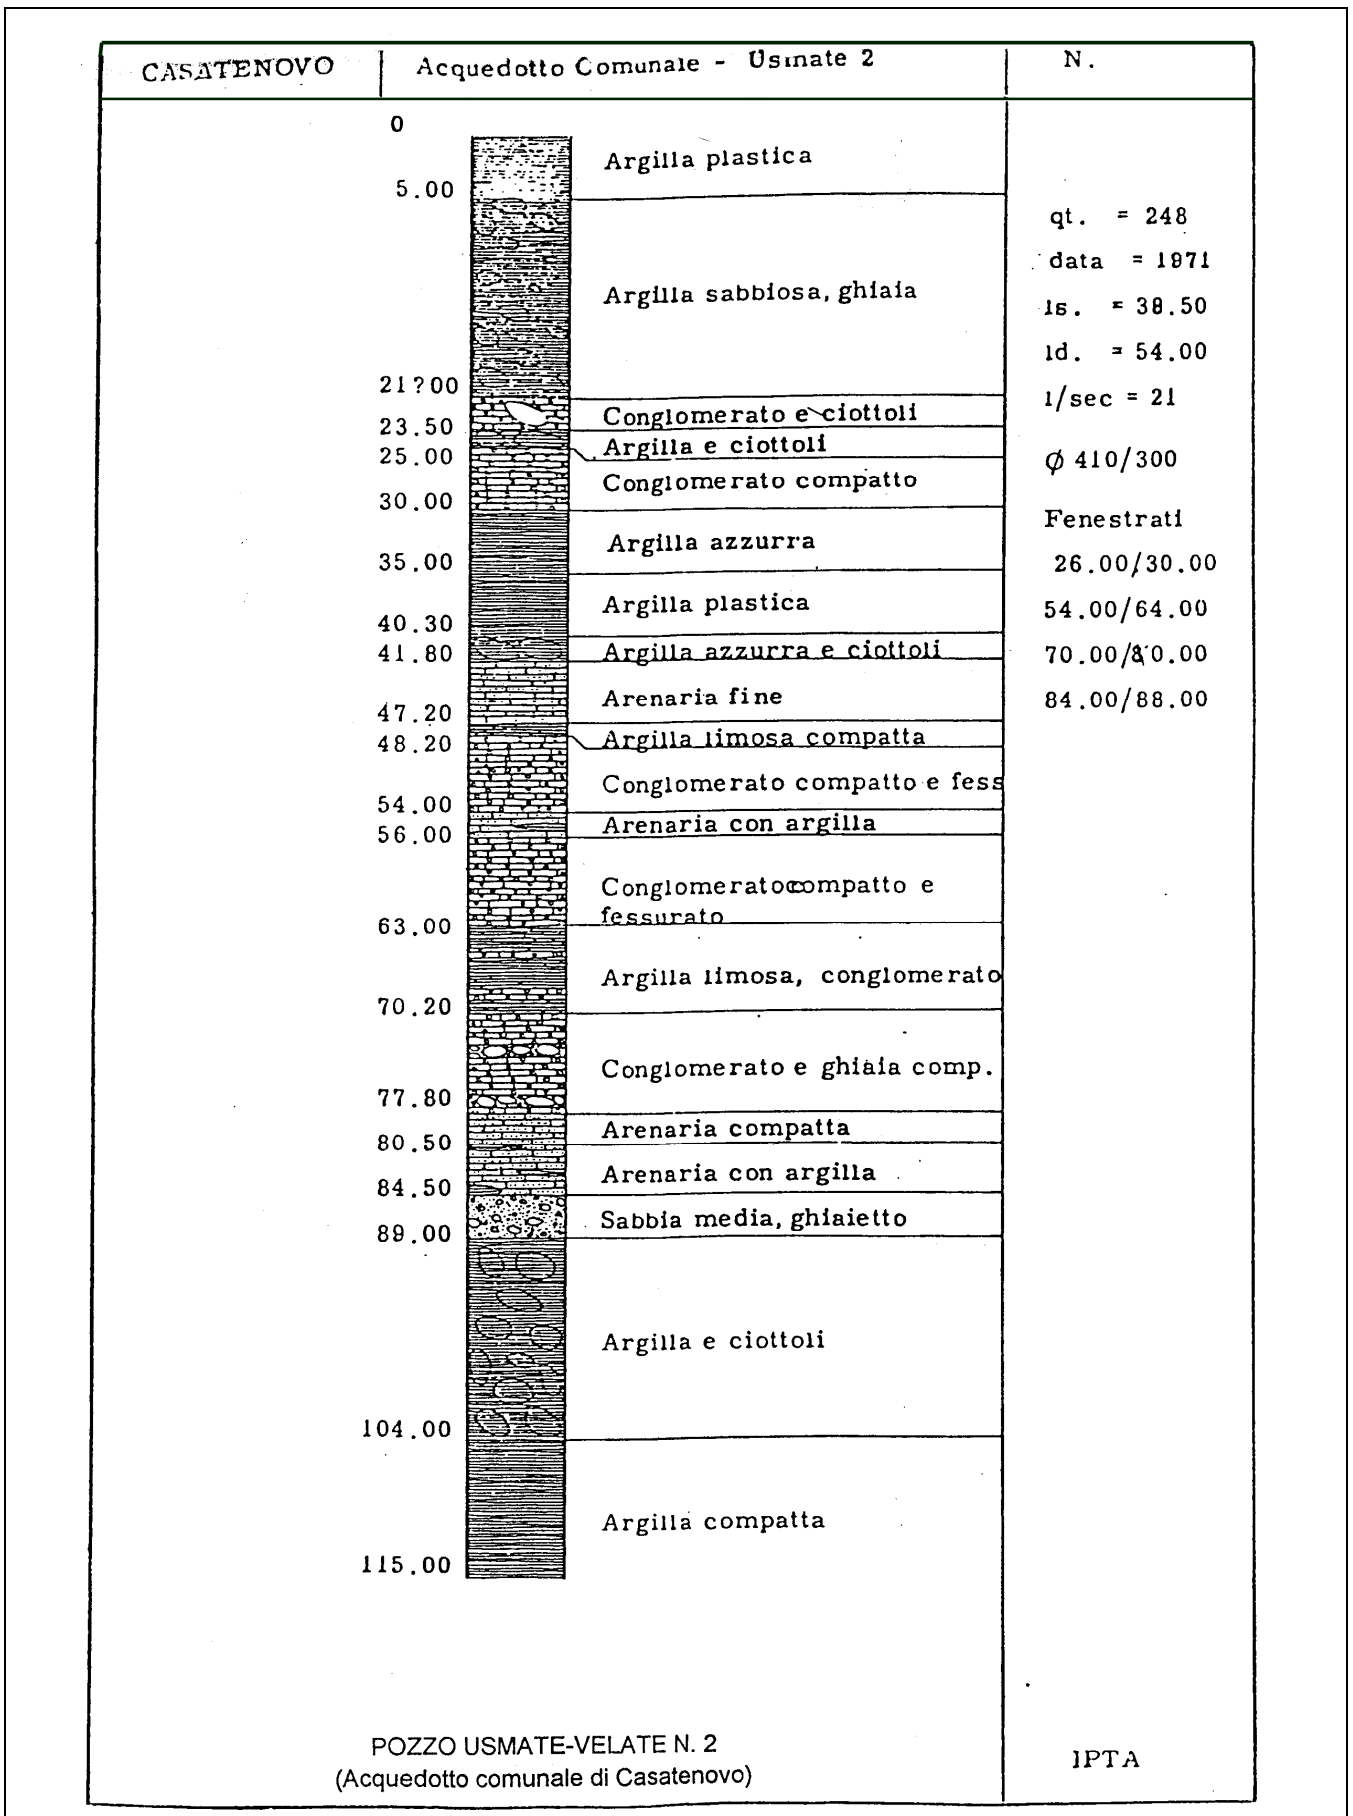 CASATENOVO
Acquedotto Comunale - Usmate 2
N.
0
Argilla plastica
5.00
Argilla sabbiosa, ghiaia
21?00
Conglomerato e ciottoli
23.50
Argilla e ciottoli
25.00
Conglomerato compatto
30.00
Argilla azzurra
35.00
Argilla plastica
40.30
Argilla azzurra e ciottoli
41.80
Arenaria fine
47.20
Argilla limosa compatta
48.20
Conglomerato compatto e fess
54.00
Arenaria con argilla
56.00
Conglomerato compatto e
fessurato
63.00
Argilla limosa, conglomerato
70.20
Conglomerato e ghiaia comp.
77.80
Arenaria compatta
80.50
Arenaria con argilla
84.50
Sabbia media, ghiaietto
89.00
Argilla e ciottoli
104.00
Argilla compatta
115.00
qt. = 248
data = 1971
ls. = 38.50
ld. = 54.00
l/sec = 21
Ø 410/300
Fenestrati
26.00/30.00
54.00/64.00
70.00/80.00
84.00/88.00
POZZO USMATE-VELATE N. 2
(Acquedotto comunale di Casatenovo)
IPTA